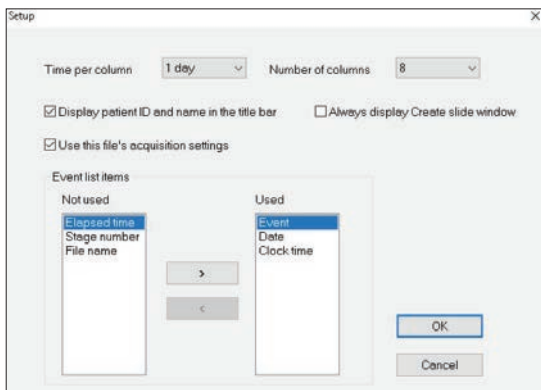 Setup
Time per column 1 day Number of columns 8
Display patient ID and name in the title bar Always display Create slide window
Use this file's acquisition settings
Event list items
Not used Used
Elapsed time Event
Stage number Date
File name Clock time
>
<
OK
Cancel